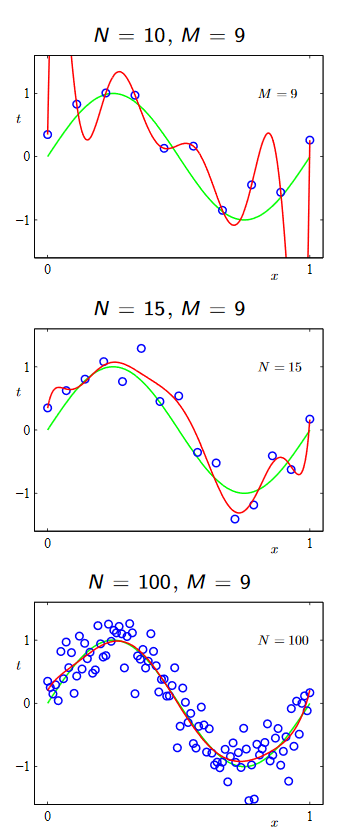 N = 10, M = 9
1
M = 9
t
0
−1
0
x
1
N = 15, M = 9
1
N = 15
t
0
−1
0
x
1
N = 100, M = 9
1
N = 100
t
0
−1
0
x
1